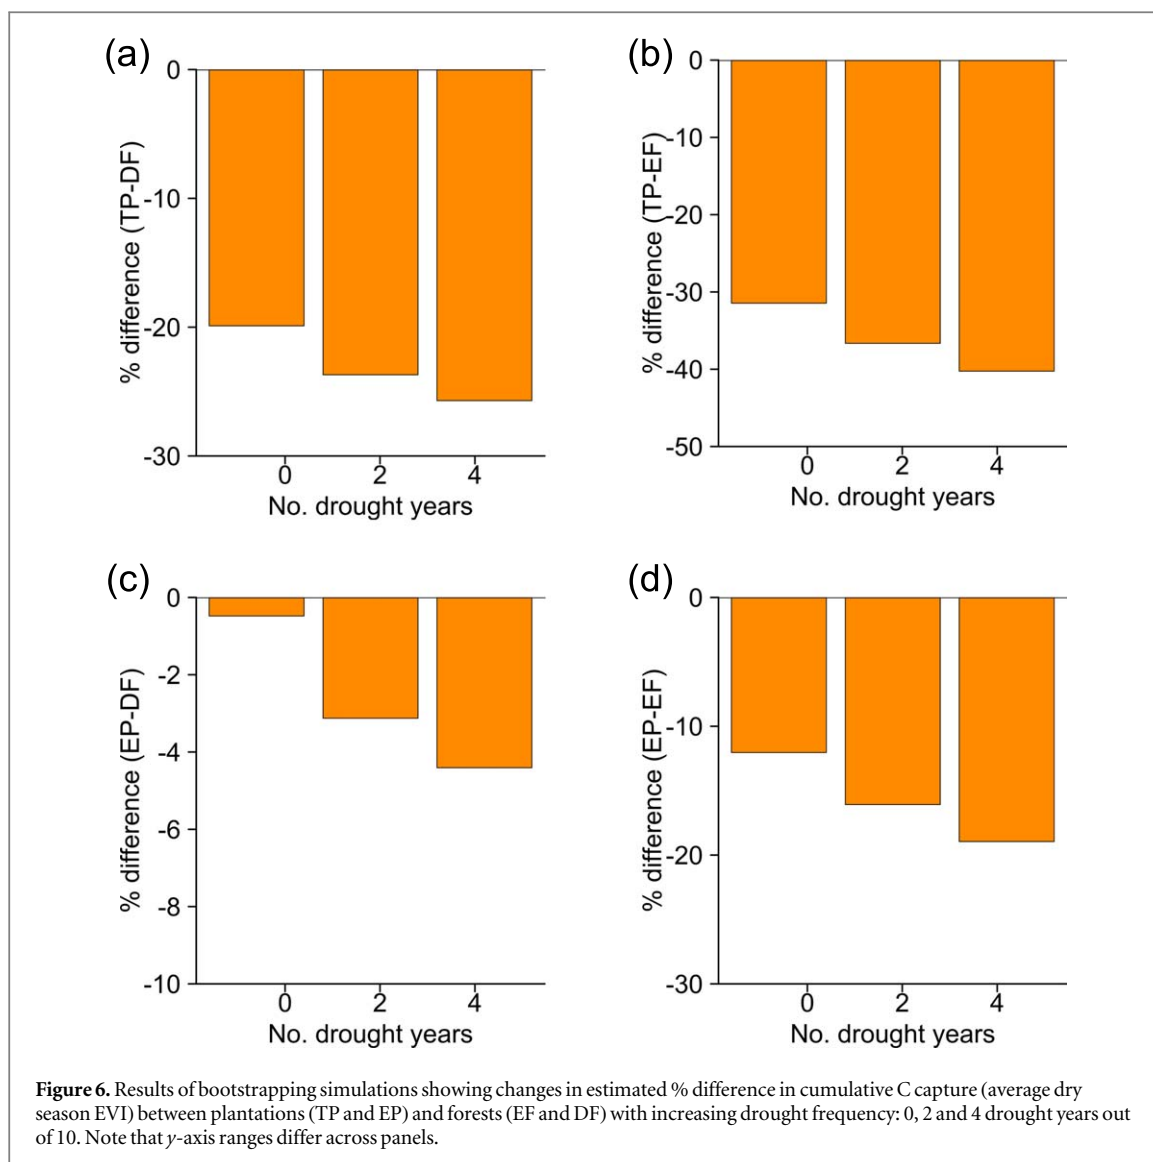 (a)
0
-10
-20
-30
% difference (TP-DF)
0 2 4
No. drought years
(b)
0
-10
-20
-30
-40
-50
% difference (TP-EF)
0 2 4
No. drought years
(c)
0
-2
-4
-6
-8
-10
% difference (EP-DF)
0 2 4
No. drought years
(d)
0
-10
-20
-30
% difference (EP-EF)
0 2 4
No. drought years
Figure 6. Results of bootstrapping simulations showing changes in estimated % difference in cumulative C capture (average dry
season EVI) between plantations (TP and EP) and forests (EF and DF) with increasing drought frequency: 0, 2 and 4 drought years out
of 10. Note that y-axis ranges differ across panels.